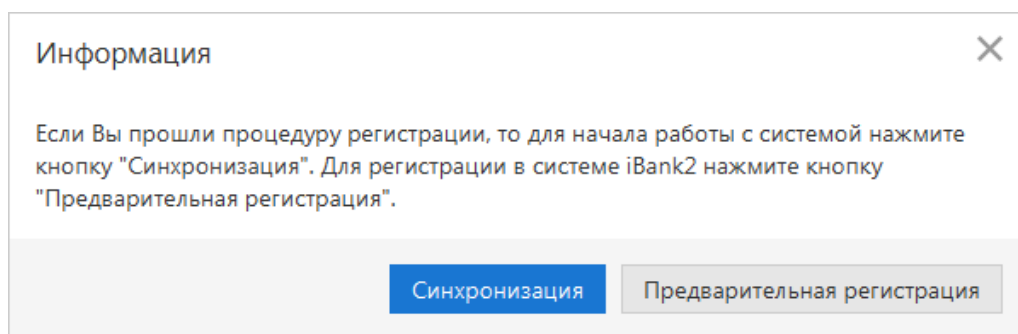 Информация
Если Вы прошли процедуру регистрации, то для начала работы с системой нажмите
кнопку "Синхронизация". Для регистрации в системе iBank2 нажмите кнопку
"Предварительная регистрация".
Синхронизация
Предварительная регистрация